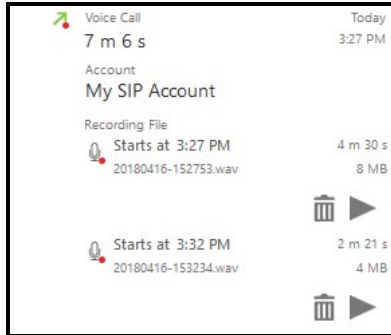 Voice Call Today
7 m 6 s 3:27 PM
Account
My SIP Account
Recording File
Starts at 3:27 PM 4 m 30 s
20180416-152753.wav 8 MB
Starts at 3:32 PM 2 m 21 s
20180416-153234.wav 4 MB